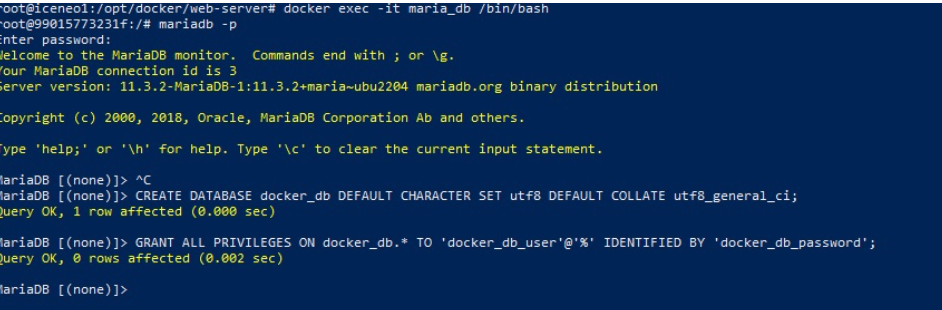 root@iceneo1:/opt/docker/web-server# docker exec -it maria_db /bin/bash
root@99015773231f:/# mariadb -p
Enter password:
Welcome to the MariaDB monitor.  Commands end with ; or \g.
Your MariaDB connection id is 3
Server version: 11.3.2-MariaDB-1:11.3.2+maria~ubu2204 mariadb.org binary distribution
Copyright (c) 2000, 2018, Oracle, MariaDB Corporation Ab and others.
Type 'help;' or '\h' for help. Type '\c' to clear the current input statement.
MariaDB [(none)]> ^C
MariaDB [(none)]> CREATE DATABASE docker_db DEFAULT CHARACTER SET utf8 DEFAULT COLLATE utf8_general_ci;
Query OK, 1 row affected (0.000 sec)
MariaDB [(none)]> GRANT ALL PRIVILEGES ON docker_db.* TO 'docker_db_user'@'%' IDENTIFIED BY 'docker_db_password';
Query OK, 0 rows affected (0.002 sec)
MariaDB [(none)]>